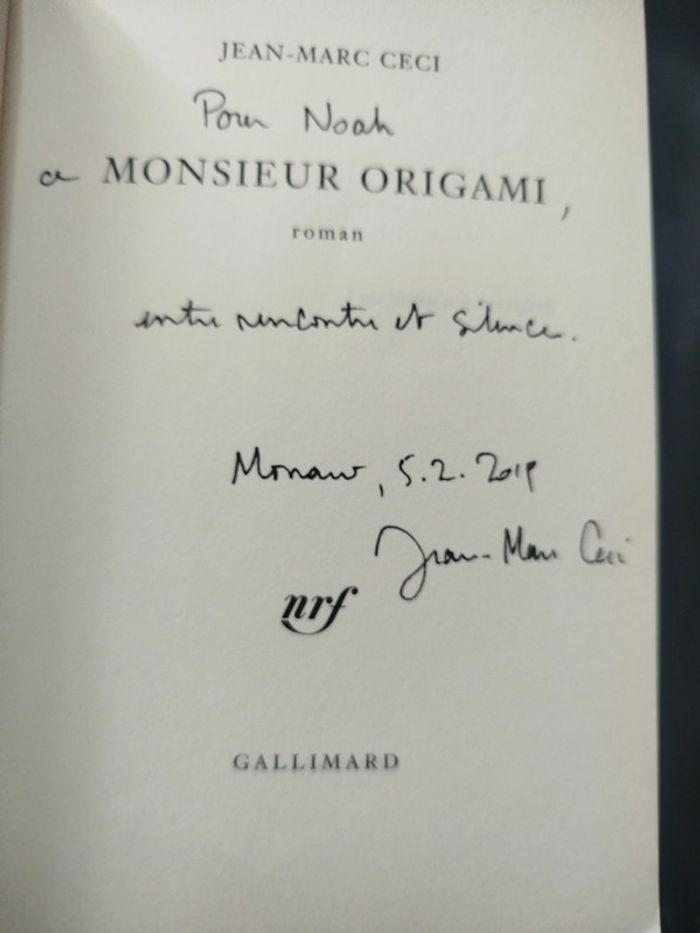 JEAN-MARC CECI
Pour Noah
ce MONSIEUR ORIGAMI,
roman
entre rencontre et silence.
5.2.2019
Jean-Marc Ceci
nrf
GALLIMARD